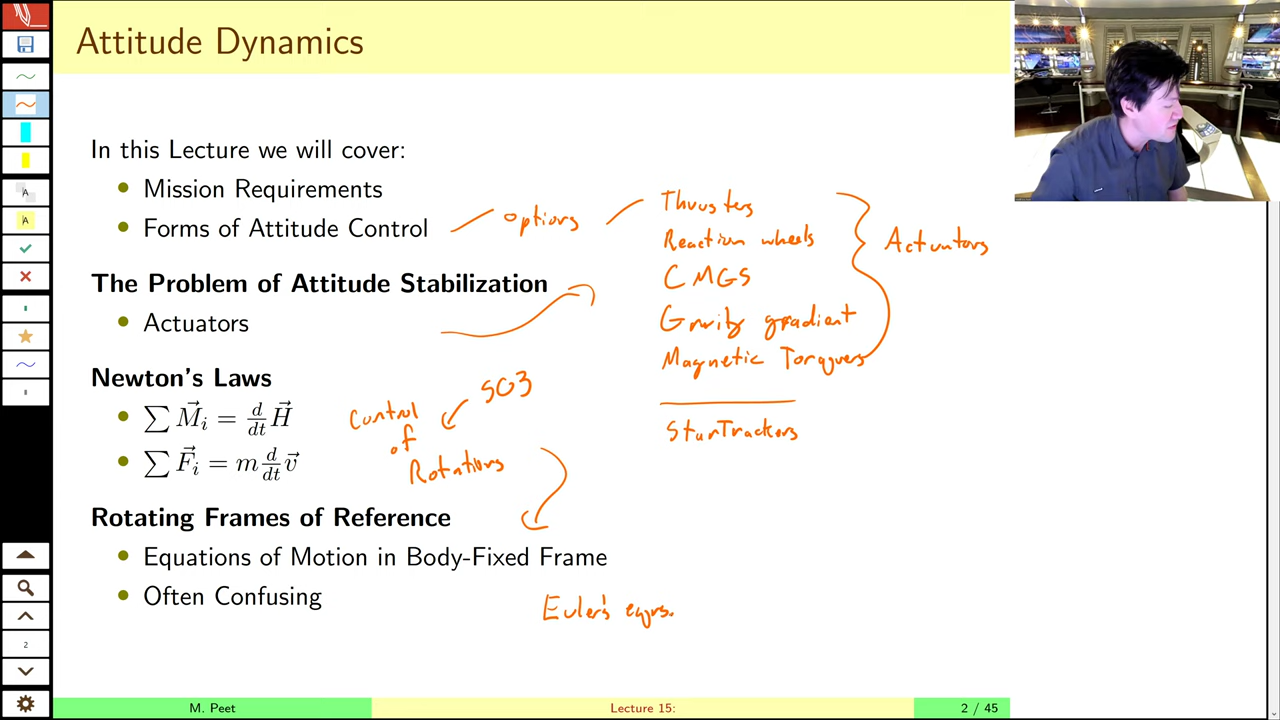 Attitude Dynamics
In this Lecture we will cover:
• Mission Requirements
• Forms of Attitude Control
options
Thrusters
Reaction wheels
CMGS
Gravity gradient
Magnetic Torquers
Actuators
StarTrackers
The Problem of Attitude Stabilization
• Actuators
Newton's Laws
• ∑ M⃗ᵢ = d/dt H⃗
• ∑ F⃗ᵢ = m d/dt v⃗
SO3
Control
of
Rotations
Rotating Frames of Reference
• Equations of Motion in Body-Fixed Frame
• Often Confusing
Euler's eqns.
M. Peet
Lecture 15:
2 / 45
2